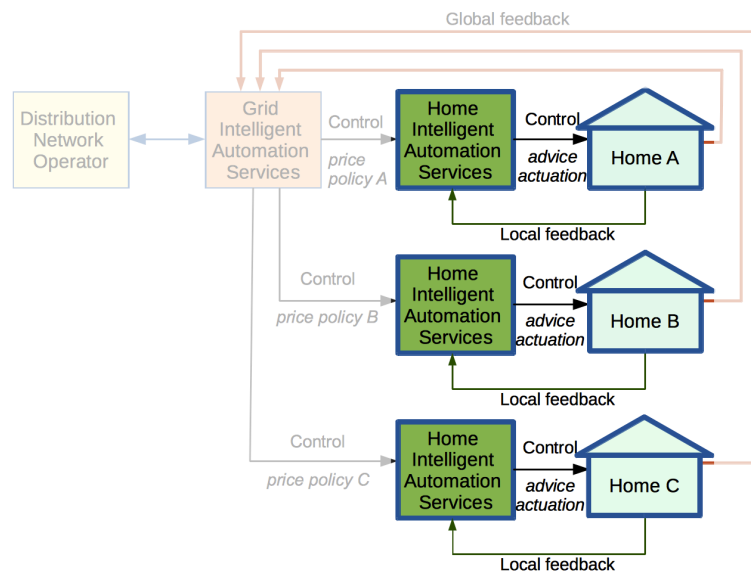 Global feedback
Distribution
Network
Operator
Grid
Intelligent
Automation
Services
Control
price
policy A
Home
Intelligent
Automation
Services
Control
advice
actuation
Home A
Local feedback
Control
price policy B
Home
Intelligent
Automation
Services
Control
advice
actuation
Home B
Local feedback
Control
price policy C
Home
Intelligent
Automation
Services
Control
advice
actuation
Home C
Local feedback